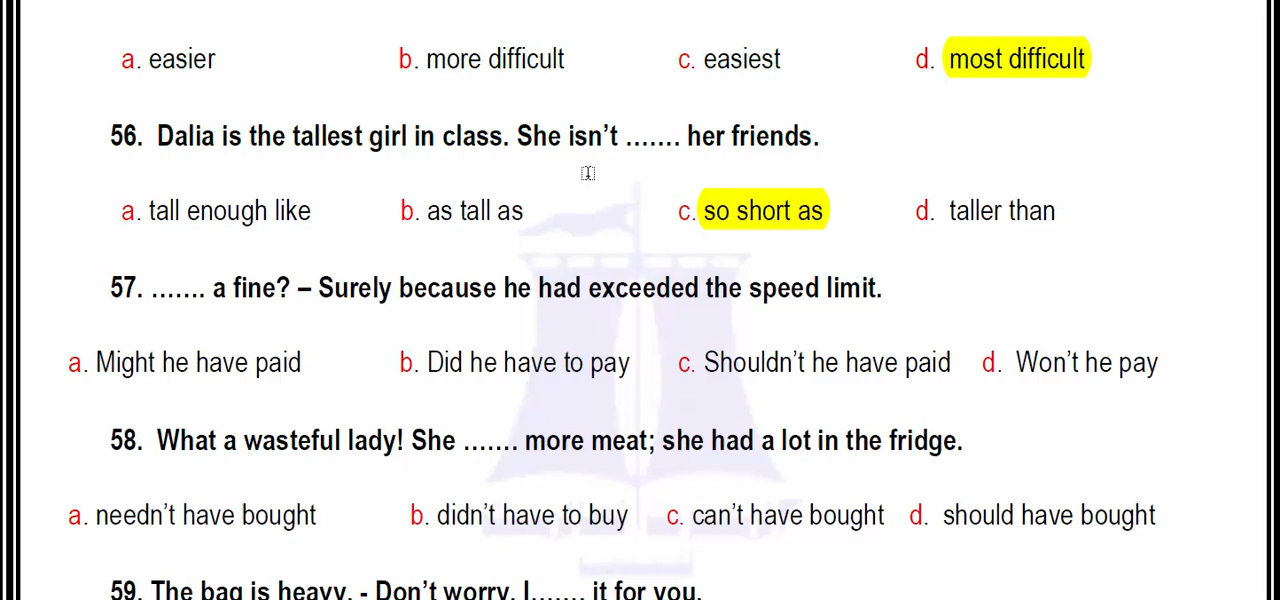 a. easier b. more difficult c. easiest d. most difficult
56. Dalia is the tallest girl in class. She isn’t ……. her friends.
a. tall enough like b. as tall as c. so short as d. taller than
57. ……. a fine? – Surely because he had exceeded the speed limit.
a. Might he have paid b. Did he have to pay c. Shouldn’t he have paid d. Won’t he pay
58. What a wasteful lady! She ……. more meat; she had a lot in the fridge.
a. needn’t have bought b. didn’t have to buy c. can’t have bought d. should have bought
59. The bag is heavy. - Don’t worry. I……. it for you.